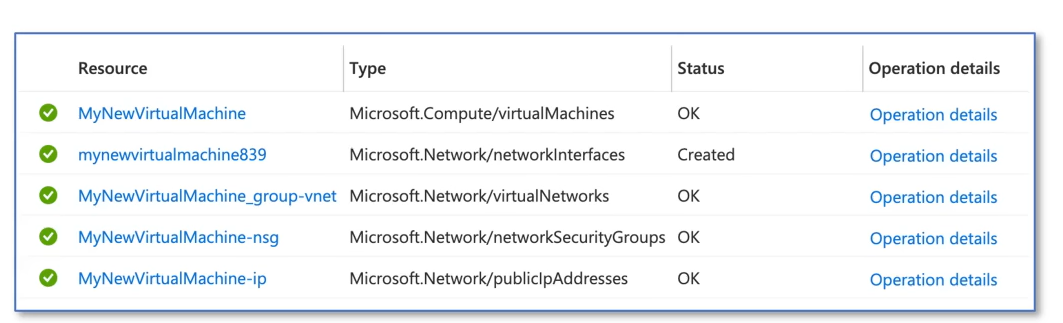 Resource Type Status Operation details
MyNewVirtualMachine Microsoft.Compute/virtualMachines OK Operation details
mynewvirtualmachine839 Microsoft.Network/networkInterfaces Created Operation details
MyNewVirtualMachine_group-vnet Microsoft.Network/virtualNetworks OK Operation details
MyNewVirtualMachine-nsg Microsoft.Network/networkSecurityGroups OK Operation details
MyNewVirtualMachine-ip Microsoft.Network/publicIpAddresses OK Operation details